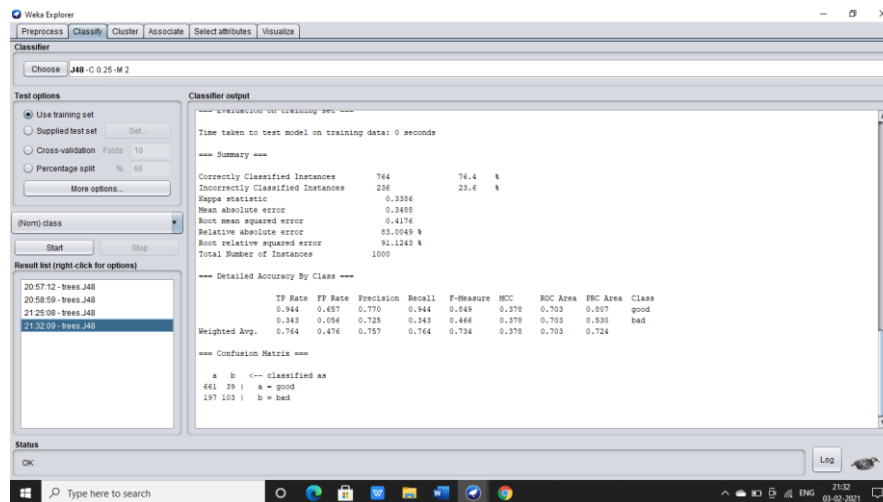 Weka Explorer
Preprocess Classify Cluster Associate Select attributes Visualize
Classifier
Choose J48 -C 0.25 -M 2
Test options
Use training set
Supplied test set Set...
Cross-validation Folds 10
Percentage split % 66
More options...
(Nom) class
Start Stop
Result list (right-click for options)
20:57:12 - trees.J48
20:58:59 - trees.J48
21:25:08 - trees.J48
21:32:09 - trees.J48
Classifier output
=== Evaluation on training set ===
Time taken to test model on training data: 0 seconds
=== Summary ===
Correctly Classified Instances 764 76.4 %
Incorrectly Classified Instances 236 23.6 %
Kappa statistic 0.3386
Mean absolute error 0.3488
Root mean squared error 0.4176
Relative absolute error 83.0049 %
Root relative squared error 91.1243 %
Total Number of Instances 1000
=== Detailed Accuracy By Class ===
TP Rate FP Rate Precision Recall F-Measure MCC ROC Area PRC Area Class
0.944 0.657 0.770 0.944 0.849 0.378 0.703 0.807 good
0.343 0.056 0.725 0.343 0.466 0.378 0.703 0.530 bad
Weighted Avg. 0.764 0.476 0.757 0.764 0.734 0.378 0.703 0.724
=== Confusion Matrix ===
a b <-- classified as
661 39 | a = good
197 103 | b = bad
Status
OK
Log
Type here to search
ENG
21:32
03-02-2021